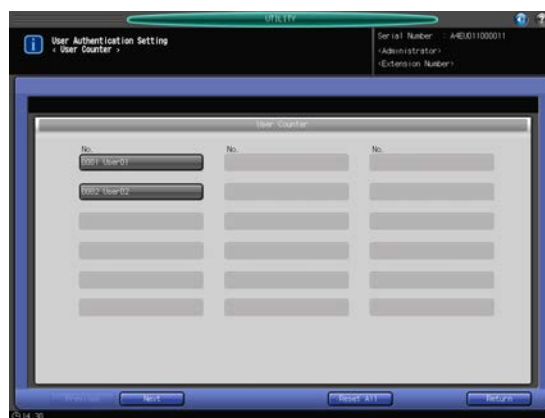 UTILITY
User Authentication Setting
< User Counter >
Serial Number : A4EU011000011
<Administrator>
<Extension Number>
User Counter
No. No. No.
0001 User01
0002 User02
Previous Next Reset All Return
14:30